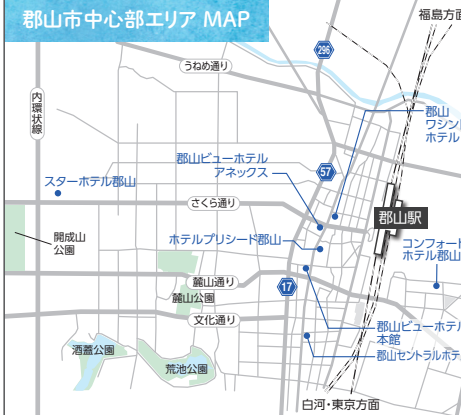 郡山市中心部エリア MAP
福島方面
296
うねめ通り
内環状線
郡山
ワシントン
ホテル
郡山ビューホテル
アネックス
57
スターホテル郡山
さくら通り
郡山駅
開成山
公園
ホテルプリシード郡山
コンフォート
ホテル郡山
麓山通り
17
麓山公園
文化通り
郡山ビューホテル
本館
酒蓋公園
荒池公園
郡山セントラルホテ
白河・東京方面